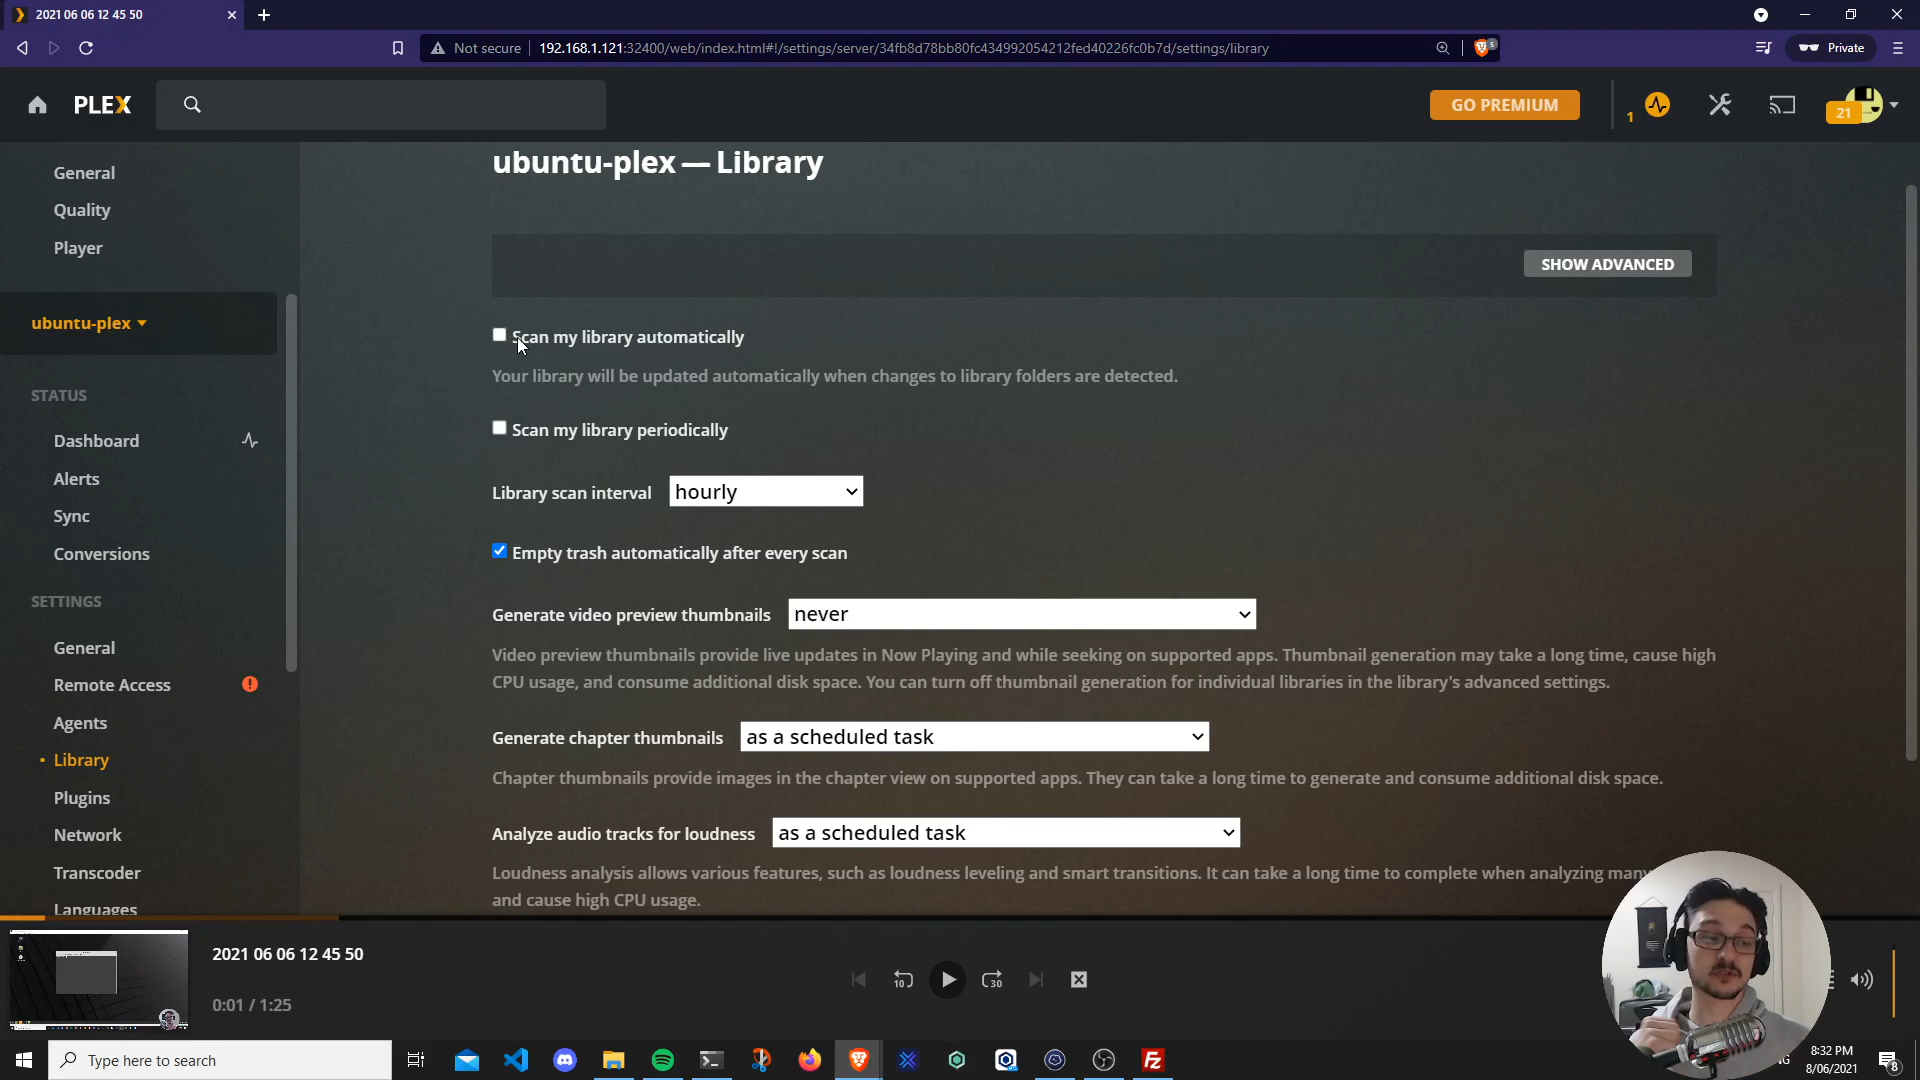 2021 06 06 12 45 50
Not secure
192.168.1.121:32400/web/index.html#!/settings/server/34fb8d78bb80fc434992054212fed40226fc0b7d/settings/library
5
Private
PLEX
GO PREMIUM
1
21
General
Quality
Player
ubuntu-plex
STATUS
Dashboard
Alerts
Sync
Conversions
SETTINGS
General
Remote Access
Agents
Library
Plugins
Network
Transcoder
Languages
ubuntu-plex — Library
SHOW ADVANCED
Scan my library automatically
Your library will be updated automatically when changes to library folders are detected.
Scan my library periodically
Library scan interval hourly
Empty trash automatically after every scan
Generate video preview thumbnails never
Video preview thumbnails provide live updates in Now Playing and while seeking on supported apps. Thumbnail generation may take a long time, cause high
CPU usage, and consume additional disk space. You can turn off thumbnail generation for individual libraries in the library's advanced settings.
Generate chapter thumbnails as a scheduled task
Chapter thumbnails provide images in the chapter view on supported apps. They can take a long time to generate and consume additional disk space.
Analyze audio tracks for loudness as a scheduled task
Loudness analysis allows various features, such as loudness leveling and smart transitions. It can take a long time to complete when analyzing many
and cause high CPU usage.
2021 06 06 12 45 50
0:01 / 1:25
10
30
Type here to search
Fz
8:32 PM
8/06/2021
8